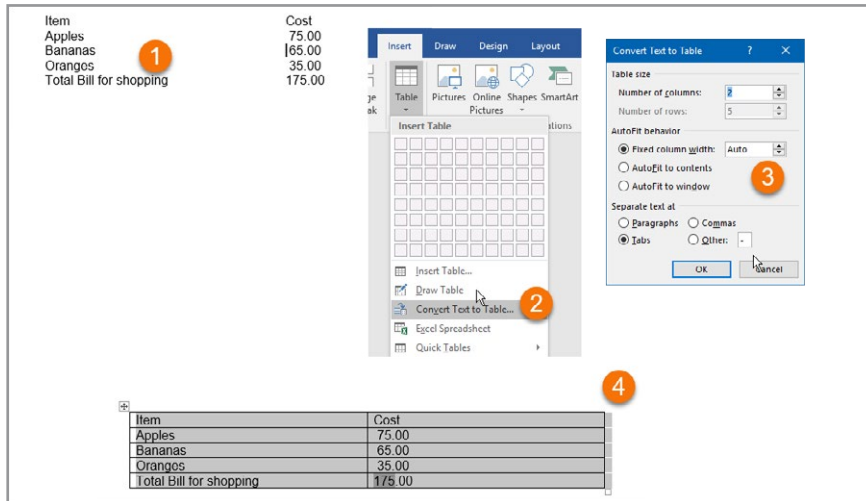 Item Cost
Apples 75.00
Bananas 65.00
Orangos 35.00
Total Bill for shopping 175.00
1
Insert Draw Design Layout
Table Pictures Online Pictures Shapes SmartArt
Insert Table
Insert Table...
Draw Table
Convert Text to Table...
Excel Spreadsheet
Quick Tables
2
Convert Text to Table ? ×
Table size
Number of columns: 2
Number of rows: 5
AutoFit behavior
Fixed column width: Auto
AutoFit to contents
AutoFit to window
Separate text at
Paragraphs Commas
Tabs Other: -
OK Cancel
3
4
Item Cost
Apples 75.00
Bananas 65.00
Orangos 35.00
Total Bill for shopping 175.00